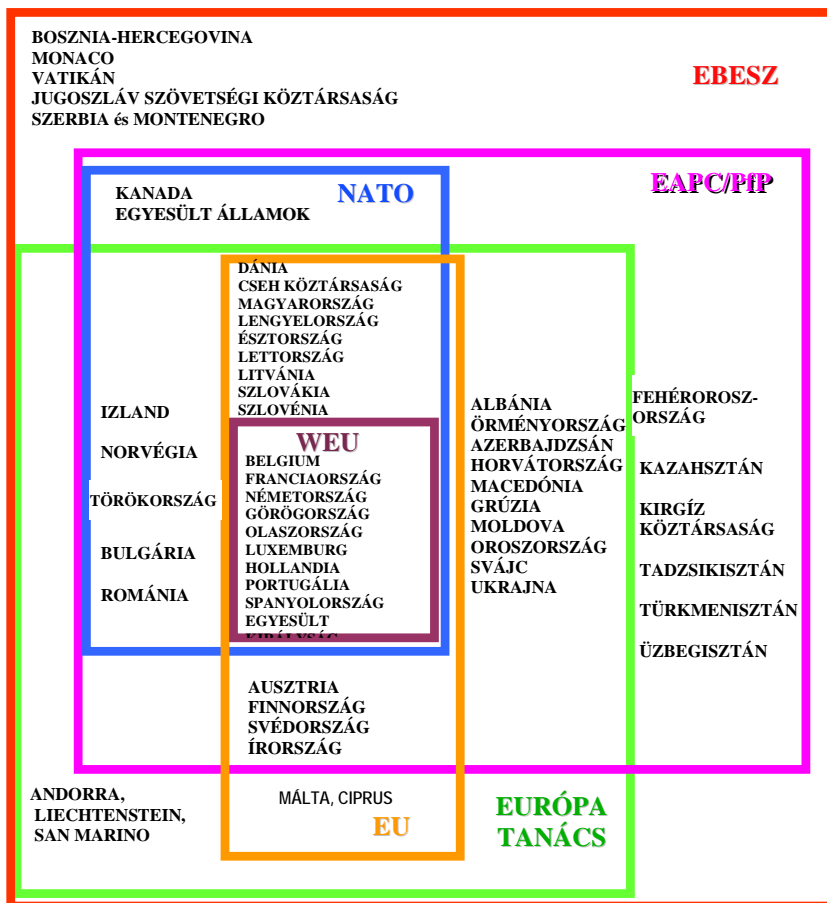 BOSZNIA-HERCEGOVINA
MONACO
VATIKÁN
JUGOSZLÁV SZÖVETSÉGI KÖZTÁRSASÁG
SZERBIA és MONTENEGRO
EBESZ
EAPC/PfP
NATO
KANADA
EGYESÜLT ÁLLAMOK
DÁNIA
CSEH KÖZTÁRSASÁG
MAGYARORSZÁG
LENGYELORSZÁG
ÉSZTORSZÁG
LETTORSZÁG
LITVÁNIA
SZLOVÁKIA
SZLOVÉNIA
IZLAND
NORVÉGIA
TÖRÖKORSZÁG
BULGÁRIA
ROMÁNIA
WEU
BELGIUM
FRANCIAORSZÁG
NÉMETORSZÁG
GÖRÖGORSZÁG
OLASZORSZÁG
LUXEMBURG
HOLLANDIA
PORTUGÁLIA
SPANYOLORSZÁG
EGYESÜLT
ALBÁNIA
ÖRMÉNYORSZÁG
AZERBAJDZSÁN
HORVÁTORSZÁG
MACEDÓNIA
GRÚZIA
MOLDOVA
OROSZORSZÁG
SVÁJC
UKRAJNA
FEHÉROROSZ-
ORSZÁG
KAZAHSZTÁN
KIRGÍZ
KÖZTÁRSASÁG
TADZSIKISZTÁN
TÜRKMENISZTÁN
ÜZBEGISZTÁN
AUSZTRIA
FINNORSZÁG
SVÉDORSZÁG
ÍRORSZÁG
ANDORRA,
LIECHTENSTEIN,
SAN MARINO
MÁLTA, CIPRUS
EU
EURÓPA
TANÁCS